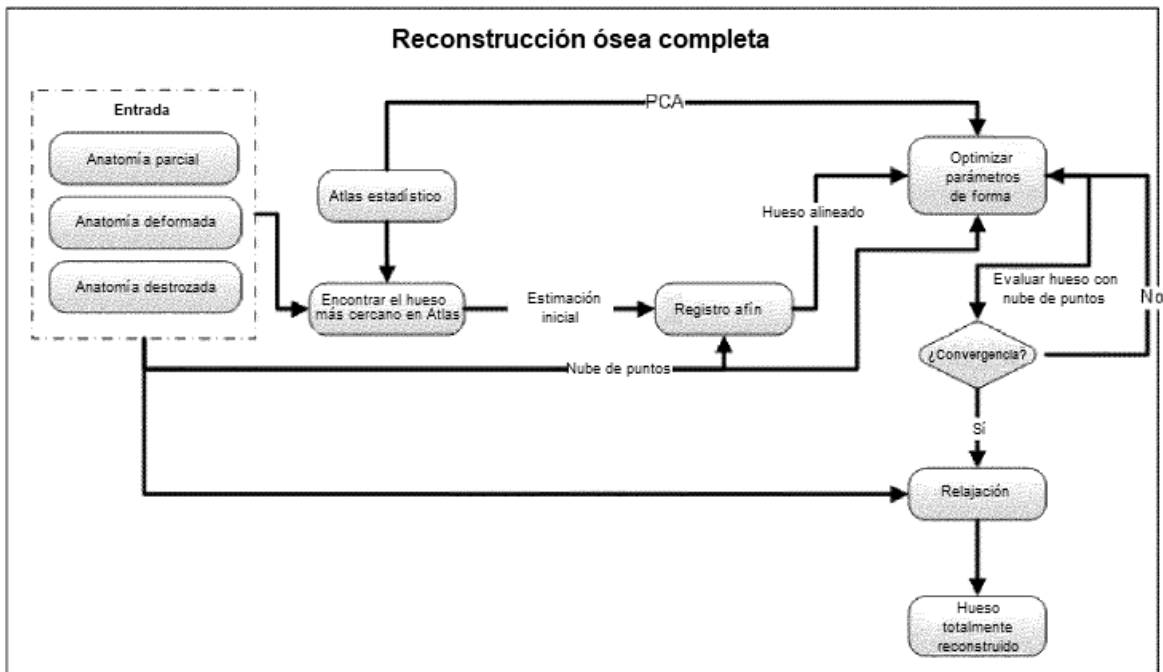 Reconstrucción ósea completa
PCA
Entrada
Anatomía parcial
Anatomía deformada
Anatomía destrozada
Atlas estadístico
Encontrar el hueso
más cercano en Atlas
Estimación
inicial
Registro afín
Hueso alineado
Nube de puntos
Optimizar
parámetros
de forma
Evaluar hueso con
nube de puntos
No
¿Convergencia?
Sí
Relajación
Hueso
totalmente
reconstruido